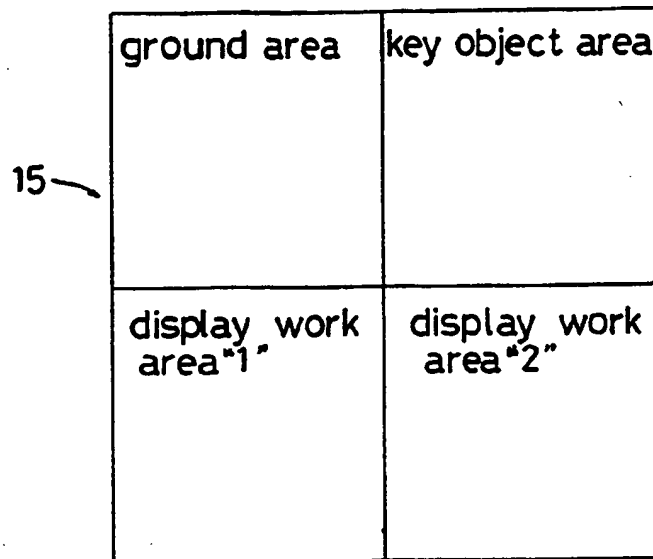 ground area
key object area
15
display work
area"1"
display work
area"2"